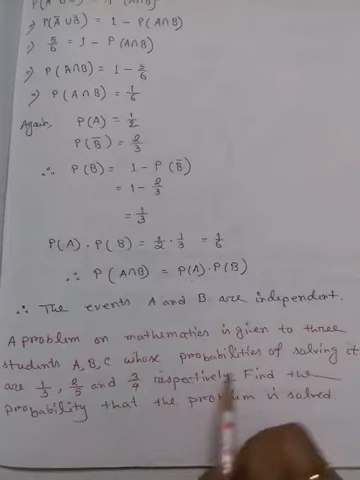 ⇒ P(A̅ ∪ B̅) = 1 - P(A∩B)
⇒ 5/6 = 1 - P(A∩B)
⇒ P(A∩B) = 1 - 5/6
⇒ P(A∩B) = 1/6
Again, P(A) = 1/2
P(B̅) = 2/3
∴ P(B) = 1 - P(B̅)
= 1 - 2/3
= 1/3
P(A) . P(B) = 1/2 . 1/3 = 1/6
∴ P(A∩B) = P(A).P(B)
∴ The events A and B are independent.
A problem on mathematics is given to three
students A, B, C whose probabilities of solving it
are 1/3, 2/5 and 3/4 respectively. Find the
probability that the problem is solved